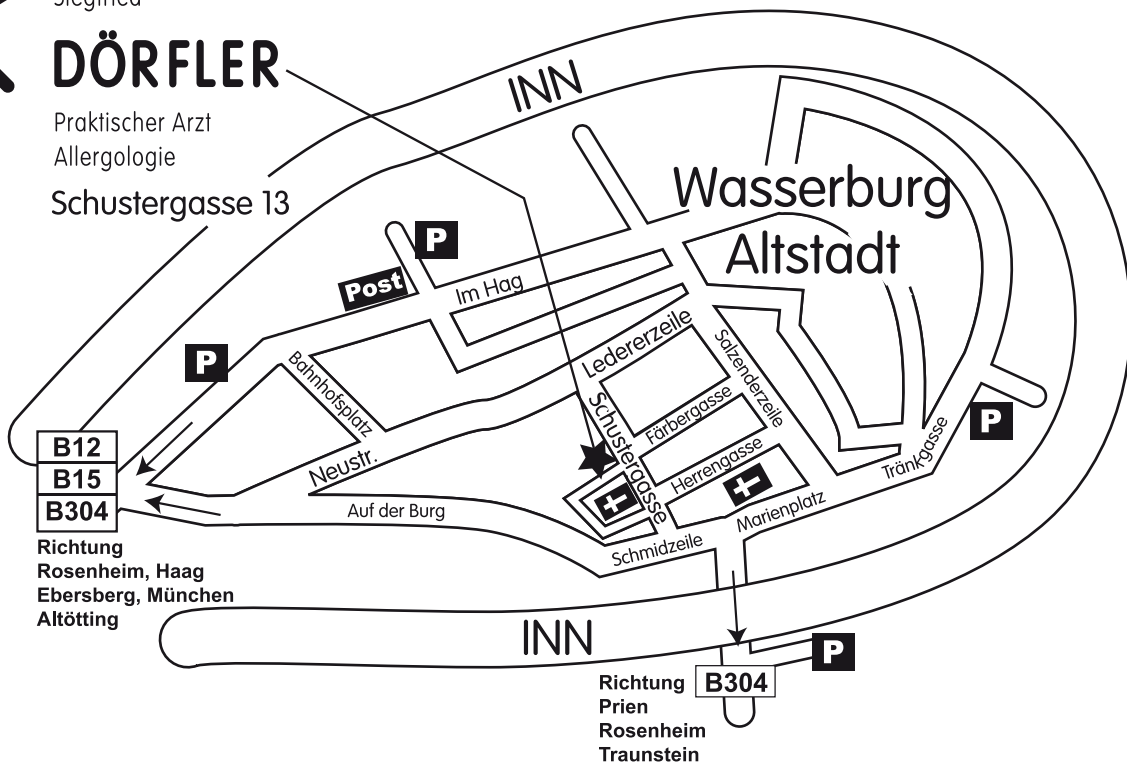 Siegfried
DÖRFLER
Praktischer Arzt
Allergologie
Schustergasse 13
INN
Wasserburg
Altstadt
P
Post
Im Hag
P
Bahnhofsplatz
Ledererzeile
Salzenderzeile
Schustergasse
Färbergasse
Herrengasse
Neustr.
Auf der Burg
Schmidzeile
Marienplatz
Tränkgasse
P
B12
B15
B304
Richtung
Rosenheim, Haag
Ebersberg, München
Altötting
INN
P
B304
Richtung
Prien
Rosenheim
Traunstein